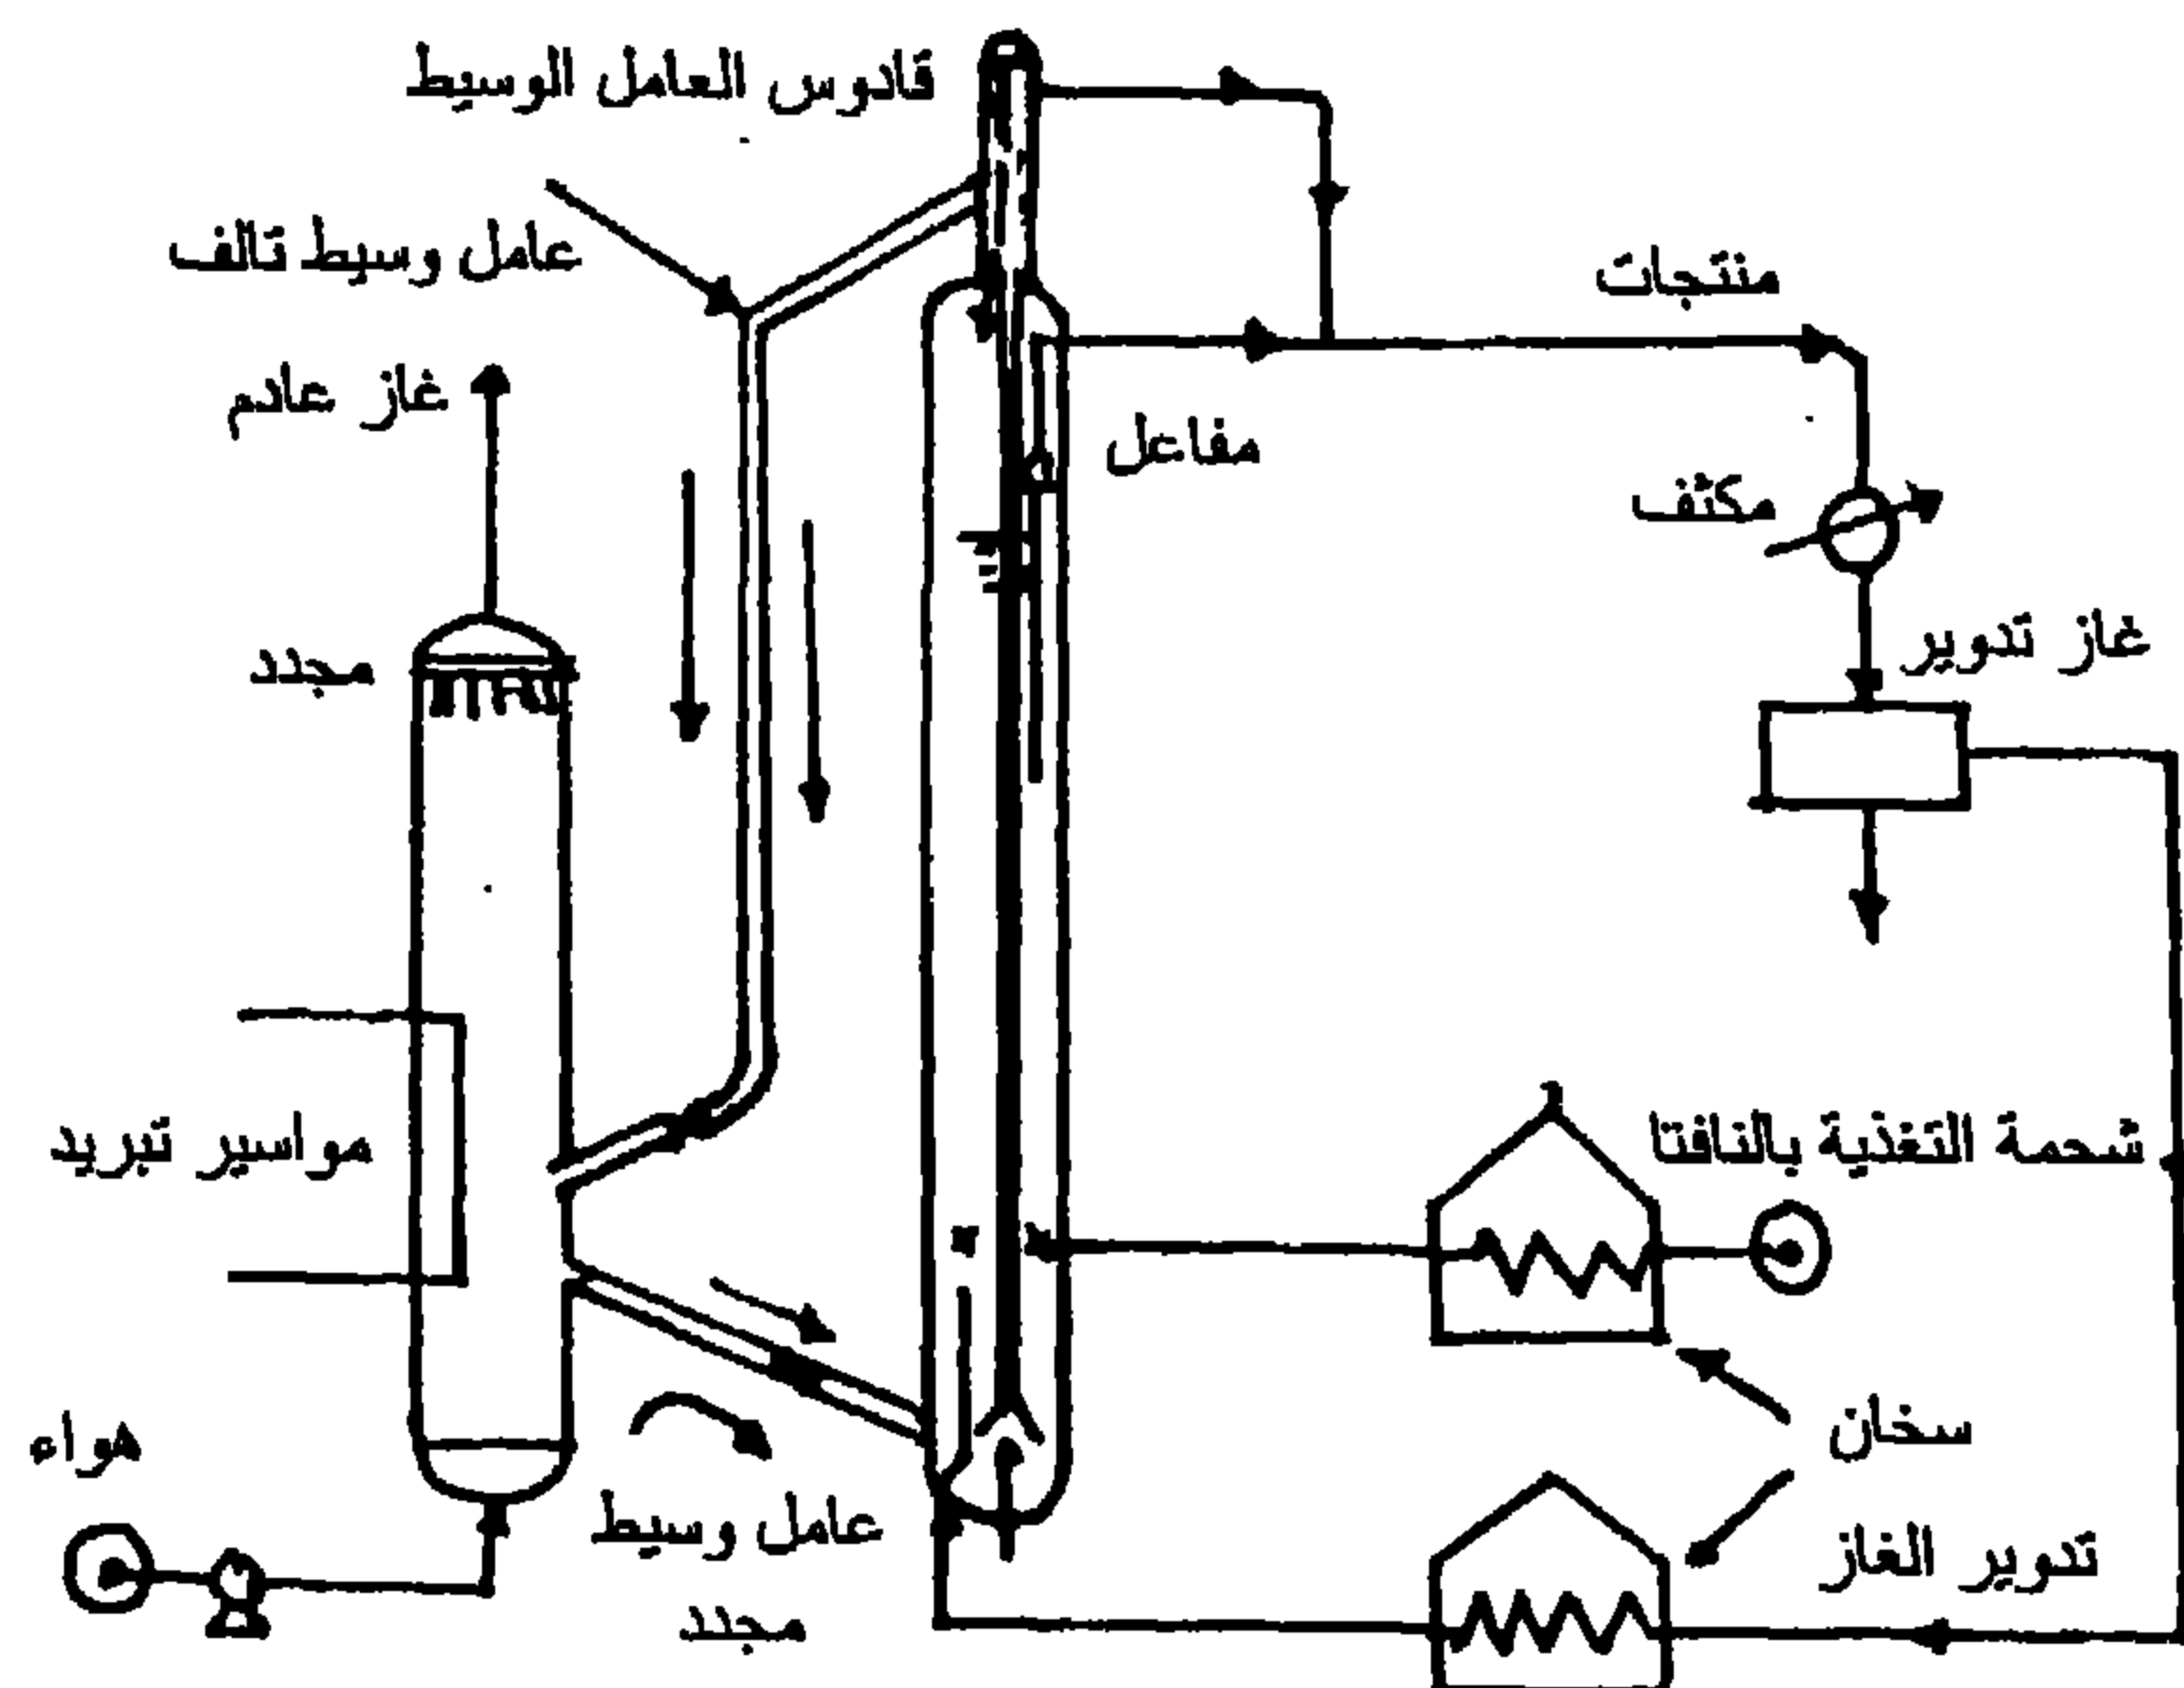 قادوس العامل الوسيط
عامل وسيط تالف
منتجات
غاز عادم
مفاعل
مكثف
غاز تدوير
مجدد
شحمة التغذية بالنافتا
مواسير تبريد
سخان
هواء
عامل وسيط
مجدد
تدوير الغاز